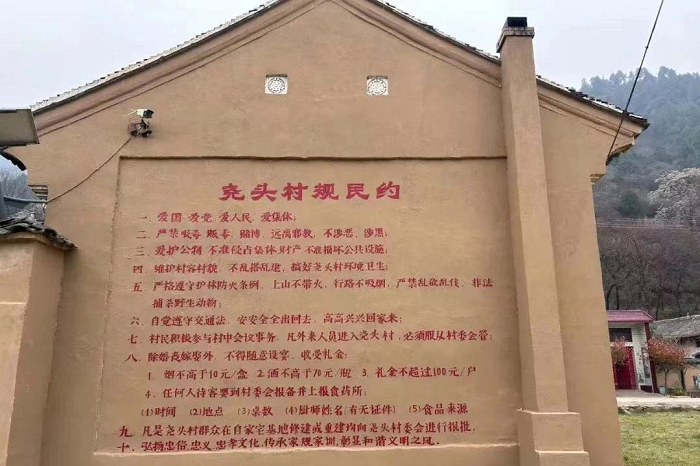 尧头村规民约
一、爱国、爱党、爱人民、爱集体；
二、严禁吸毒、贩毒、赌博、远离邪教、不涉恶、涉黑；
三、爱护公物 不准侵占集体财产 不准损坏公共设施。
四、维护村容村貌、不乱搭乱建，搞好尧头村环境卫生；
五、严格遵守护林防火条例、上山不带火、行路不吸烟、严禁乱砍乱伐、非法
捕杀野生动物；
六、自觉遵守交通法、安安全全出回去、高高兴兴回家来；
七、村民积极参与村中会议事务、凡外来人员进入尧头村，必须服从村委会管；
八、除婚丧嫁娶外、不得随意设宴、收受礼金；
1、烟不高于10元/盒 2.酒不高于70元/瓶 3、礼金不超过100元/户
4、任何人待客要到村委会报备并上报食药所；
(1)时间 (2)地点 (3)桌数 (4)厨师姓名(有无证件) (5)食品来源
九、凡是尧头村群众在自家宅基地修建或重建均向尧头村委会进行报批。
十、弘扬忠俗、忠义、忠孝文化、传承家规家训、彰显和谐文明之风。